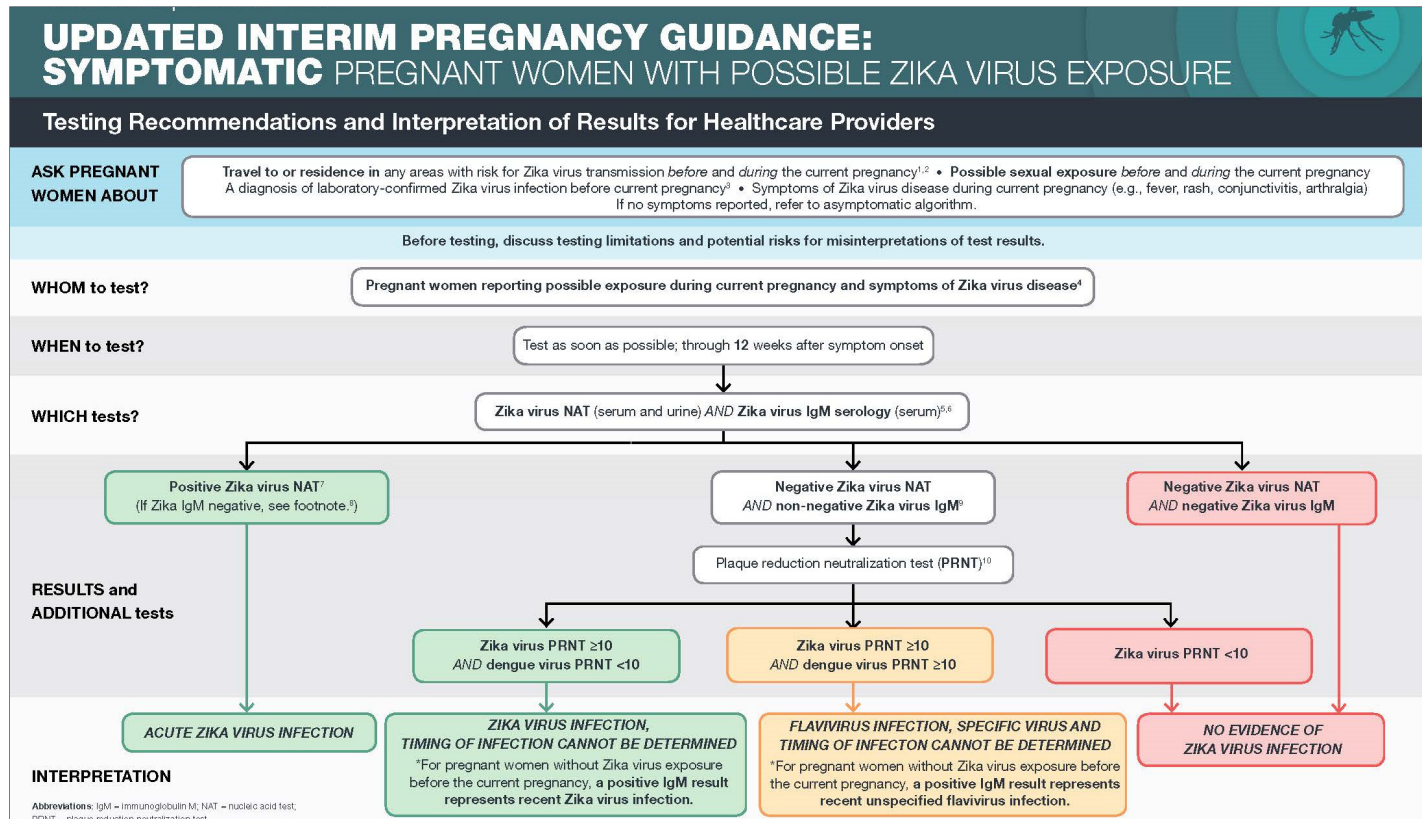 UPDATED INTERIM PREGNANCY GUIDANCE:
SYMPTOMATIC PREGNANT WOMEN WITH POSSIBLE ZIKA VIRUS EXPOSURE
Testing Recommendations and Interpretation of Results for Healthcare Providers
ASK PREGNANT
WOMEN ABOUT
Travel to or residence in any areas with risk for Zika virus transmission before and during the current pregnancy1,2 • Possible sexual exposure before and during the current pregnancy
A diagnosis of laboratory-confirmed Zika virus infection before current pregnancy3 • Symptoms of Zika virus disease during current pregnancy (e.g., fever, rash, conjunctivitis, arthralgia)
If no symptoms reported, refer to asymptomatic algorithm.
Before testing, discuss testing limitations and potential risks for misinterpretations of test results.
WHOM to test?
Pregnant women reporting possible exposure during current pregnancy and symptoms of Zika virus disease4
WHEN to test?
Test as soon as possible; through 12 weeks after symptom onset
WHICH tests?
Zika virus NAT (serum and urine) AND Zika virus IgM serology (serum)5,6
Positive Zika virus NAT7
(If Zika IgM negative, see footnote.8)
Negative Zika virus NAT
AND non-negative Zika virus IgM9
Negative Zika virus NAT
AND negative Zika virus IgM
Plaque reduction neutralization test (PRNT)10
RESULTS and
ADDITIONAL tests
Zika virus PRNT ≥10
AND dengue virus PRNT <10
Zika virus PRNT ≥10
AND dengue virus PRNT ≥10
Zika virus PRNT <10
ACUTE ZIKA VIRUS INFECTION
ZIKA VIRUS INFECTION,
TIMING OF INFECTION CANNOT BE DETERMINED
*For pregnant women without Zika virus exposure
before the current pregnancy, a positive IgM result
represents recent Zika virus infection.
FLAVIVIRUS INFECTION, SPECIFIC VIRUS AND
TIMING OF INFECTON CANNOT BE DETERMINED
*For pregnant women without Zika virus exposure before
the current pregnancy, a positive IgM result represents
recent unspecified flavivirus infection.
NO EVIDENCE OF
ZIKA VIRUS INFECTION
INTERPRETATION
Abbreviations: IgM = immunoglobulin M; NAT = nucleic acid test;
PRNT = plaque reduction neutralization test